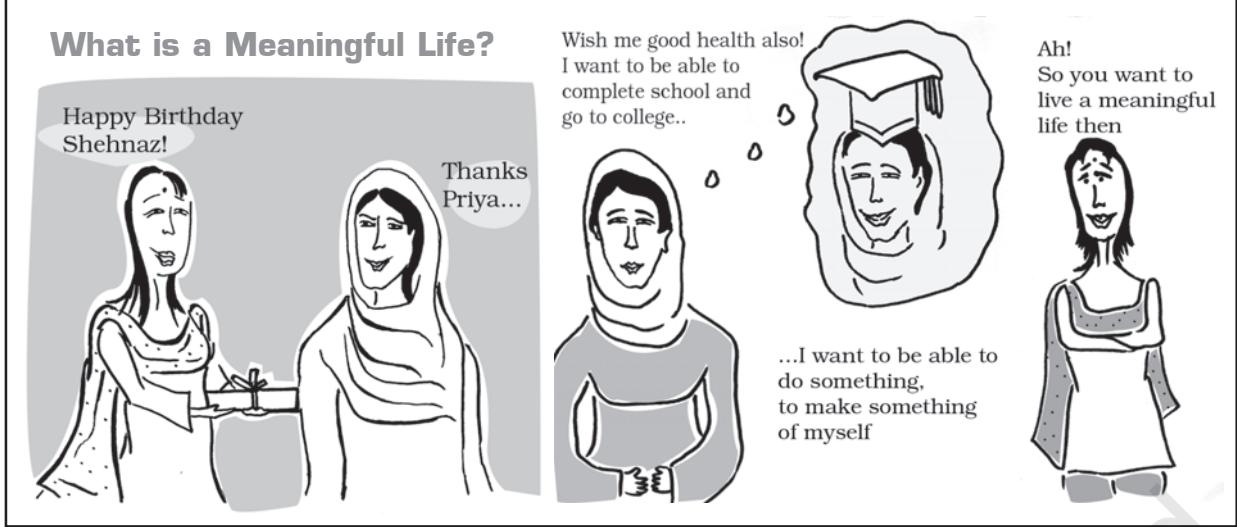 What is a Meaningful Life?
Happy Birthday
Shehnaz!
Thanks
Priya...
Wish me good health also!
I want to be able to
complete school and
go to college..
...I want to be able to
do something,
to make something
of myself
Ah!
So you want to
live a meaningful
life then